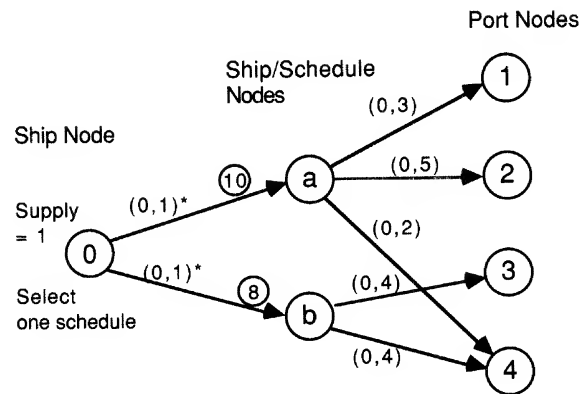 Port Nodes
Ship/Schedule
Nodes
Ship Node
1
(0,3)
10
a
(0,5)
2
(0,1)*
Supply
= 1
0
(0,2)
(0,1)*
8
(0,4)
3
Select
one schedule
b
(0,4)
4